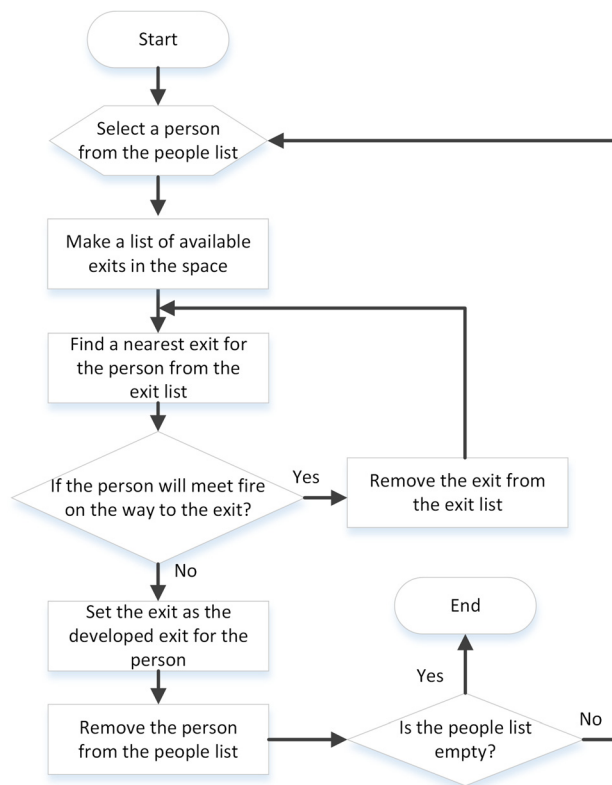 Start
Select a person
from the people list
Make a list of available
exits in the space
Find a nearest exit for
the person from the
exit list
If the person will meet fire
on the way to the exit?
Yes
Remove the exit from
the exit list
No
Set the exit as the
developed exit for the
person
End
Yes
Remove the person
from the people list
Is the people list
empty?
No